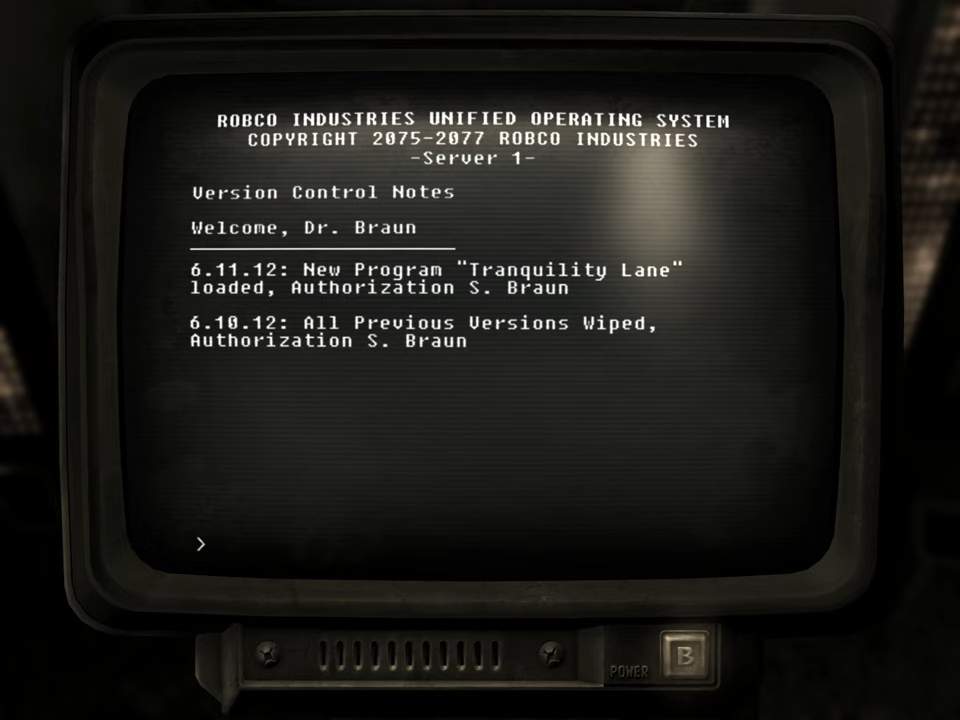 ROBCO INDUSTRIES UNIFIED OPERATING SYSTEM
COPYRIGHT 2075-2077 ROBCO INDUSTRIES
-Server 1-
Version Control Notes
Welcome, Dr. Braun
6.11.12: New Program "Tranquility Lane"
loaded, Authorization S. Braun
6.10.12: All Previous Versions Wiped,
Authorization S. Braun
>
POWER
B